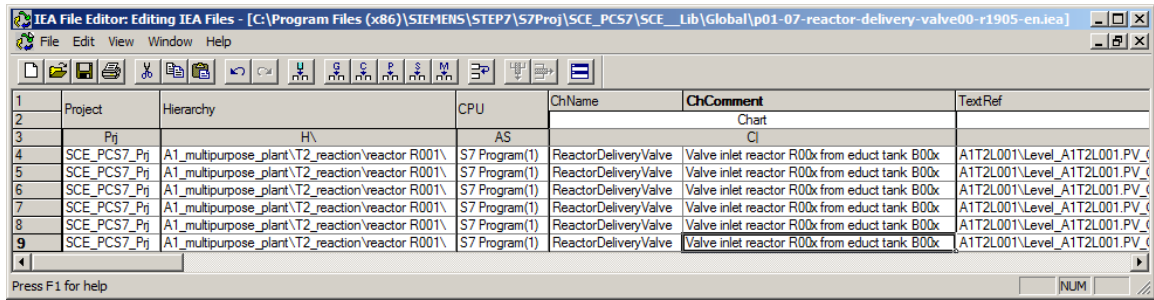 IEA File Editor: Editing IEA Files - [C:\Program Files (x86)\SIEMENS\STEP7\S7Proj\SCE_PCS7\SCE__Lib\Global\p01-07-reactor-delivery-valve00-r1905-en.iea]
File Edit View Window Help
U G C P S M
1 Project Hierarchy CPU ChName ChComment TextRef
2 Chart
3 Prj H\ AS C|
4 SCE_PCS7_Prj A1_multipurpose_plant\T2_reaction\reactor R001\ S7 Program(1) ReactorDeliveryValve Valve inlet reactor R00x from educt tank B00x A1T2L001\Level_A1T2L001.PV_
5 SCE_PCS7_Prj A1_multipurpose_plant\T2_reaction\reactor R001\ S7 Program(1) ReactorDeliveryValve Valve inlet reactor R00x from educt tank B00x A1T2L001\Level_A1T2L001.PV_
6 SCE_PCS7_Prj A1_multipurpose_plant\T2_reaction\reactor R001\ S7 Program(1) ReactorDeliveryValve Valve inlet reactor R00x from educt tank B00x A1T2L001\Level_A1T2L001.PV_
7 SCE_PCS7_Prj A1_multipurpose_plant\T2_reaction\reactor R001\ S7 Program(1) ReactorDeliveryValve Valve inlet reactor R00x from educt tank B00x A1T2L001\Level_A1T2L001.PV_
8 SCE_PCS7_Prj A1_multipurpose_plant\T2_reaction\reactor R001\ S7 Program(1) ReactorDeliveryValve Valve inlet reactor R00x from educt tank B00x A1T2L001\Level_A1T2L001.PV_
9 SCE_PCS7_Prj A1_multipurpose_plant\T2_reaction\reactor R001\ S7 Program(1) ReactorDeliveryValve Valve inlet reactor R00x from educt tank B00x A1T2L001\Level_A1T2L001.PV_
Press F1 for help NUM